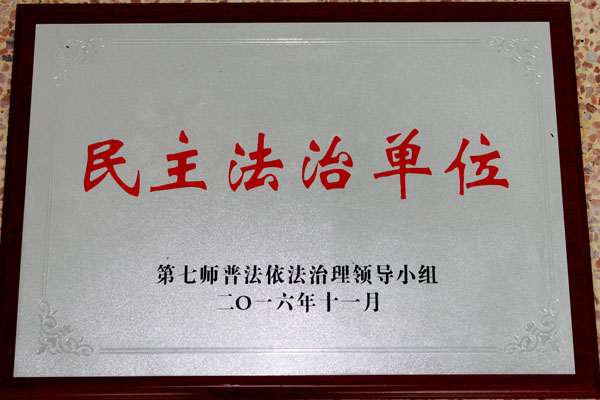 民主法治单位
第七师普法依法治理领导小组
二〇一六年十一月